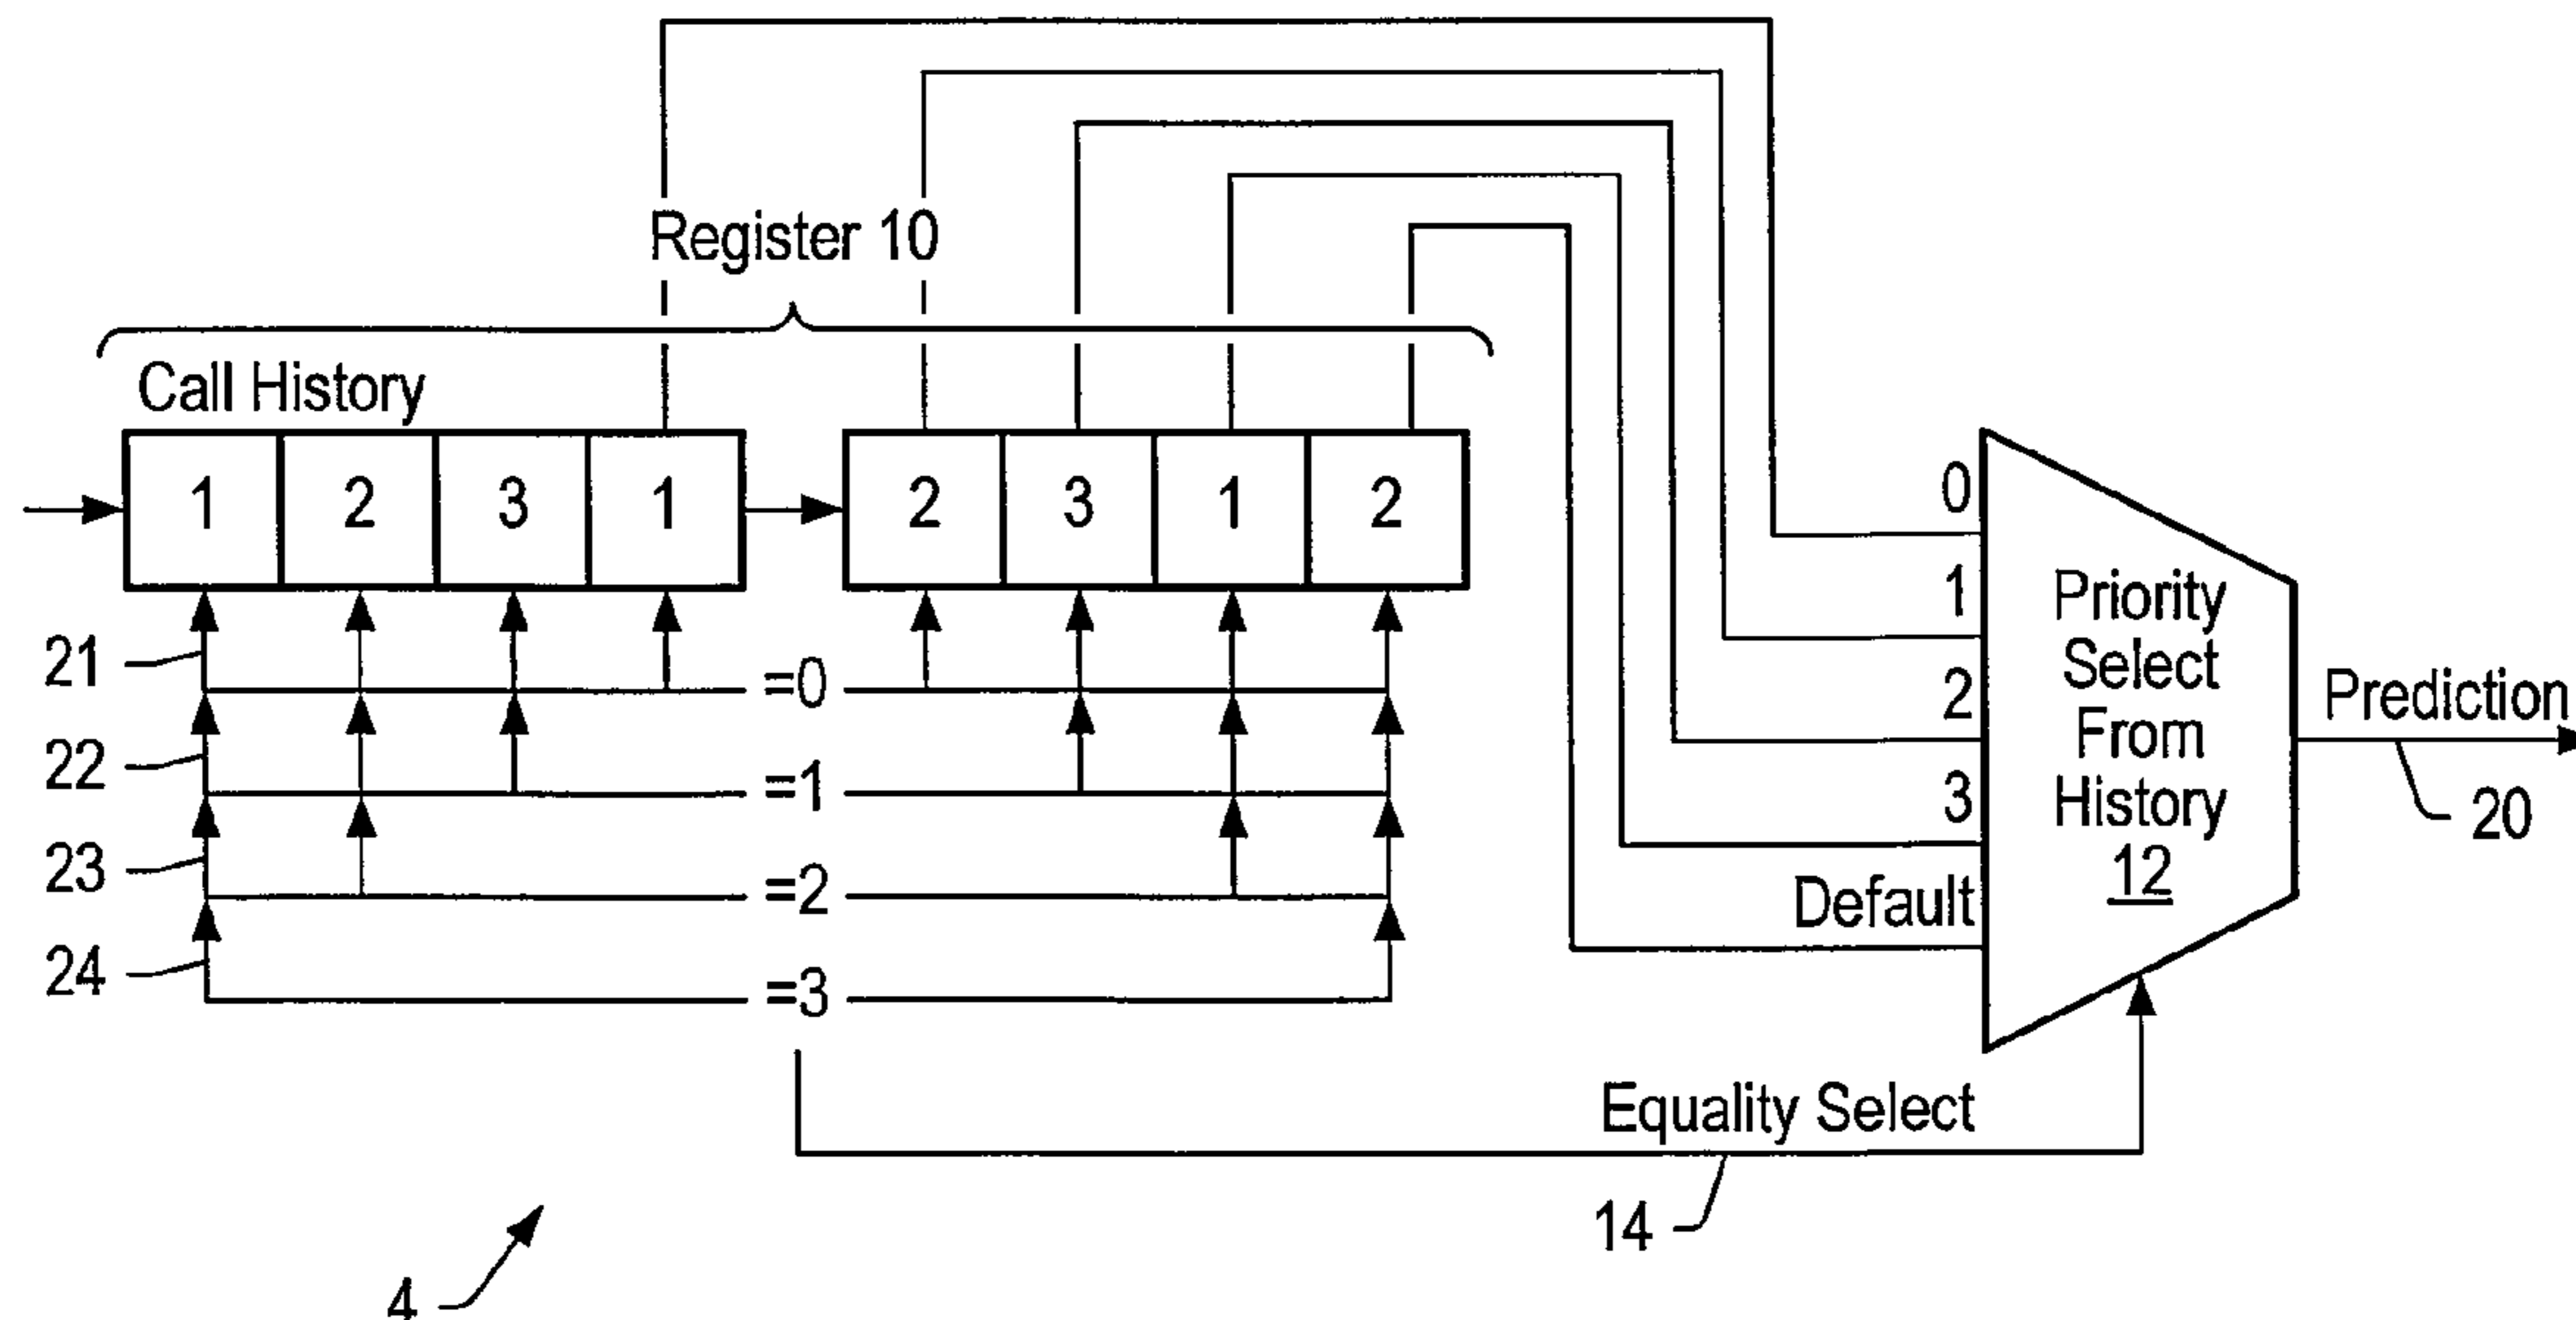 Register 10
Call History
1 2 3 1 2 3 1 2
0
1
2
3
Default
Priority
Select
From
History
12
Prediction
20
21
=0
22
=1
23
=2
24
=3
Equality Select
14
4